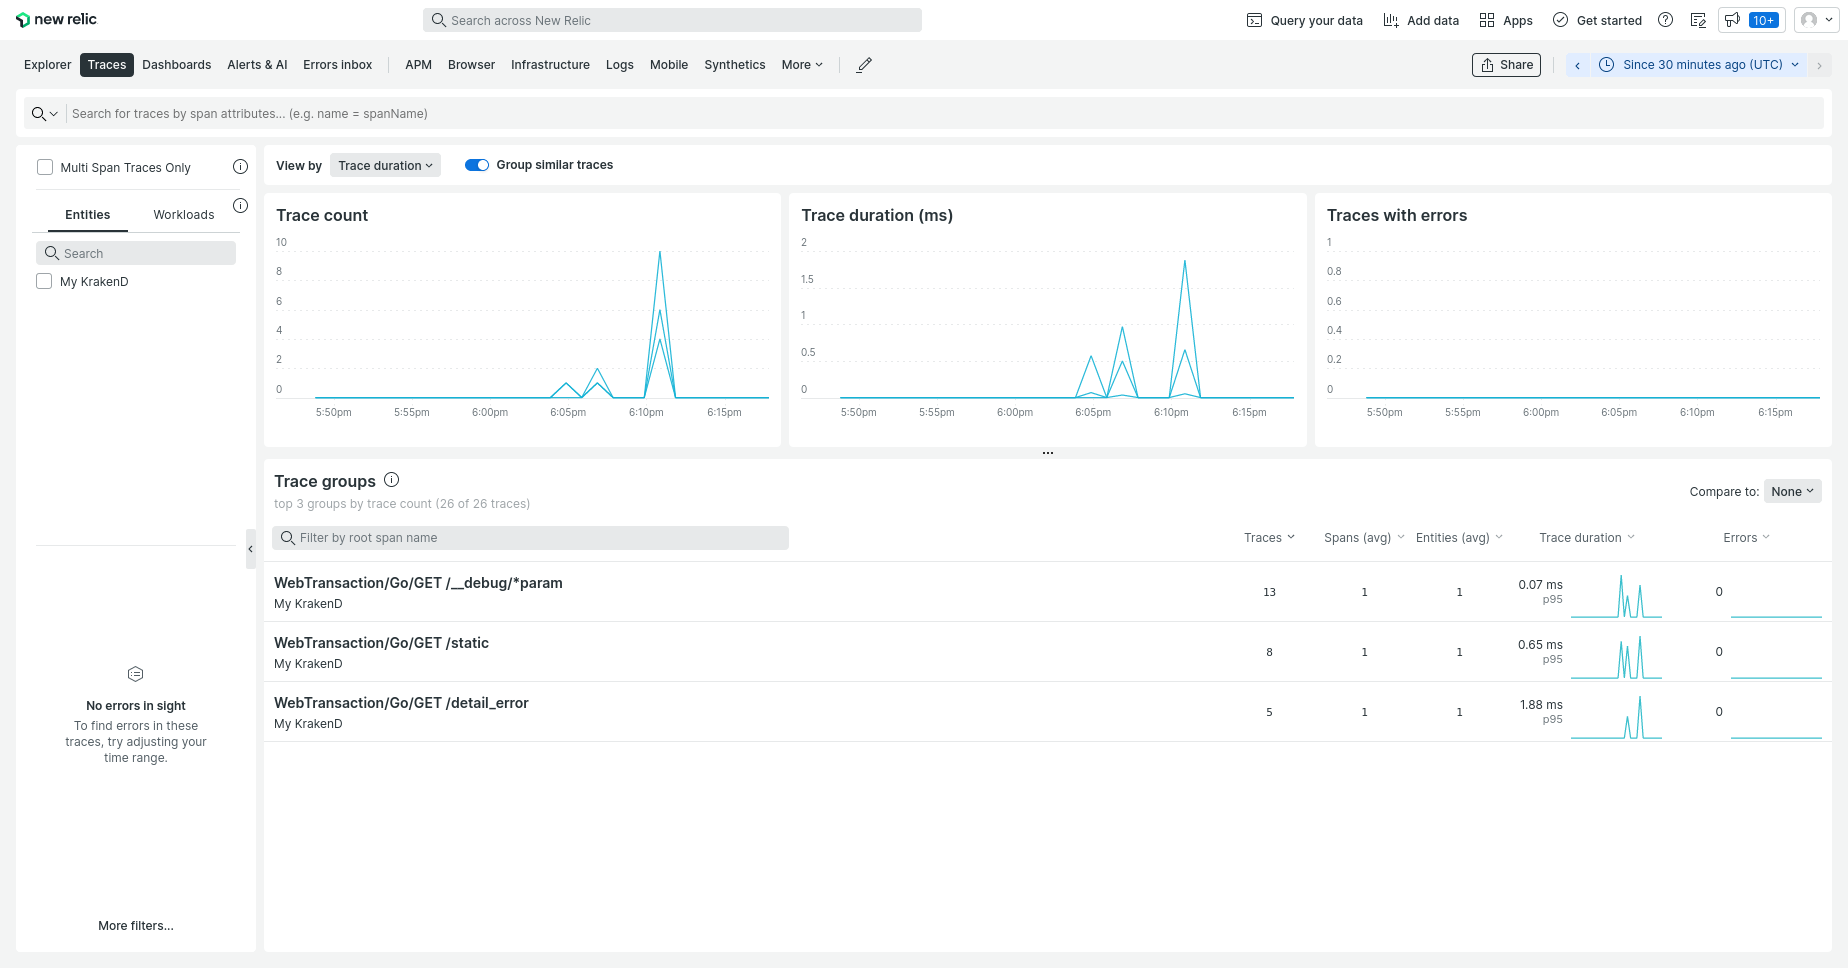 new relic
Search across New Relic
Query your data
Add data
Apps
Get started
10+
Explorer
Traces
Dashboards
Alerts & AI
Errors inbox
APM
Browser
Infrastructure
Logs
Mobile
Synthetics
More
Share
Since 30 minutes ago (UTC)
Search for traces by span attributes... (e.g. name = spanName)
Multi Span Traces Only
Entities
Workloads
Search
My KrakenD
No errors in sight
To find errors in these
traces, try adjusting your
time range.
More filters...
View by
Trace duration
Group similar traces
Trace count
10
8
6
4
2
0
5:50pm 5:55pm 6:00pm 6:05pm 6:10pm 6:15pm
Trace duration (ms)
2
1.5
1
0.5
0
5:50pm 5:55pm 6:00pm 6:05pm 6:10pm 6:15pm
Traces with errors
1
0.8
0.6
0.4
0.2
0
5:50pm 5:55pm 6:00pm 6:05pm 6:10pm 6:15pm
...
Trace groups
top 3 groups by trace count (26 of 26 traces)
Compare to: None
Filter by root span name
Traces Spans (avg) Entities (avg) Trace duration Errors
WebTransaction/Go/GET /__debug/*param
My KrakenD
13 1 1 0.07 ms 0
p95
WebTransaction/Go/GET /static
My KrakenD
8 1 1 0.65 ms 0
p95
WebTransaction/Go/GET /detail_error
My KrakenD
5 1 1 1.88 ms 0
p95